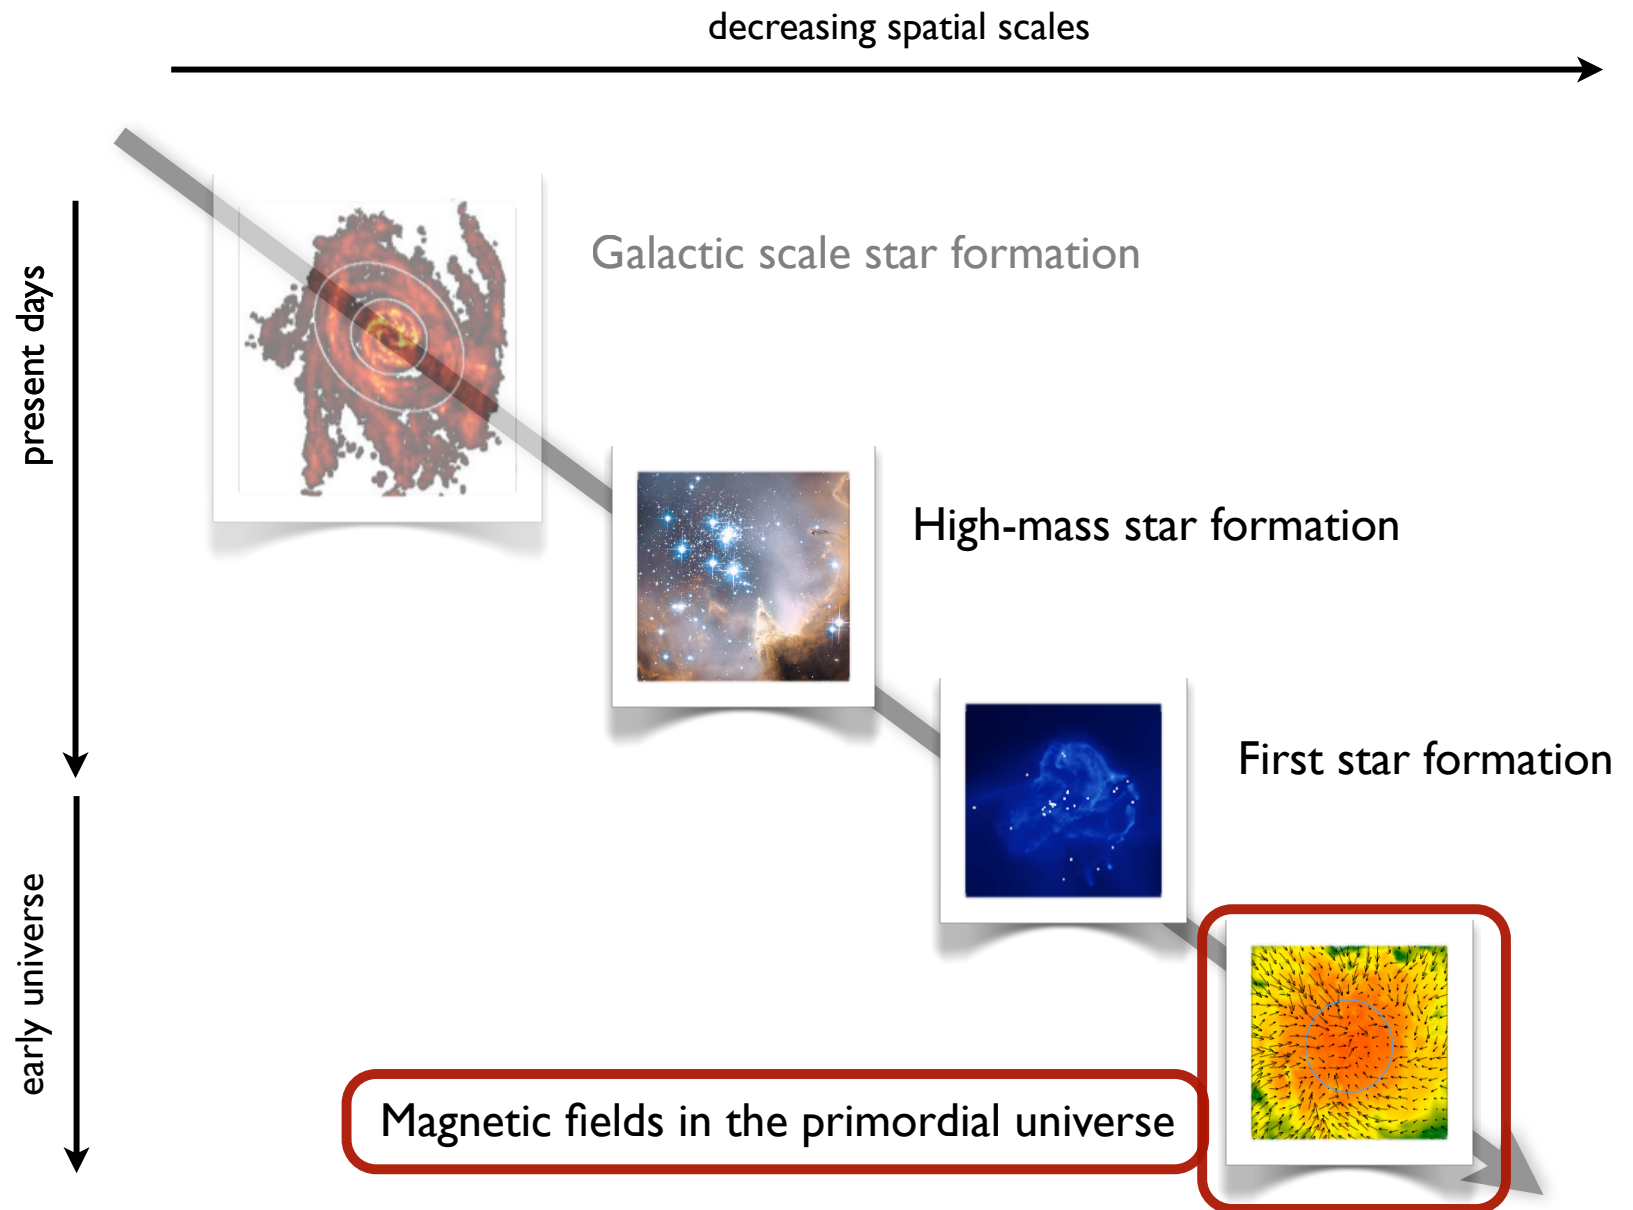 decreasing spatial scales
present days
Galactic scale star formation
High-mass star formation
First star formation
early universe
Magnetic fields in the primordial universe